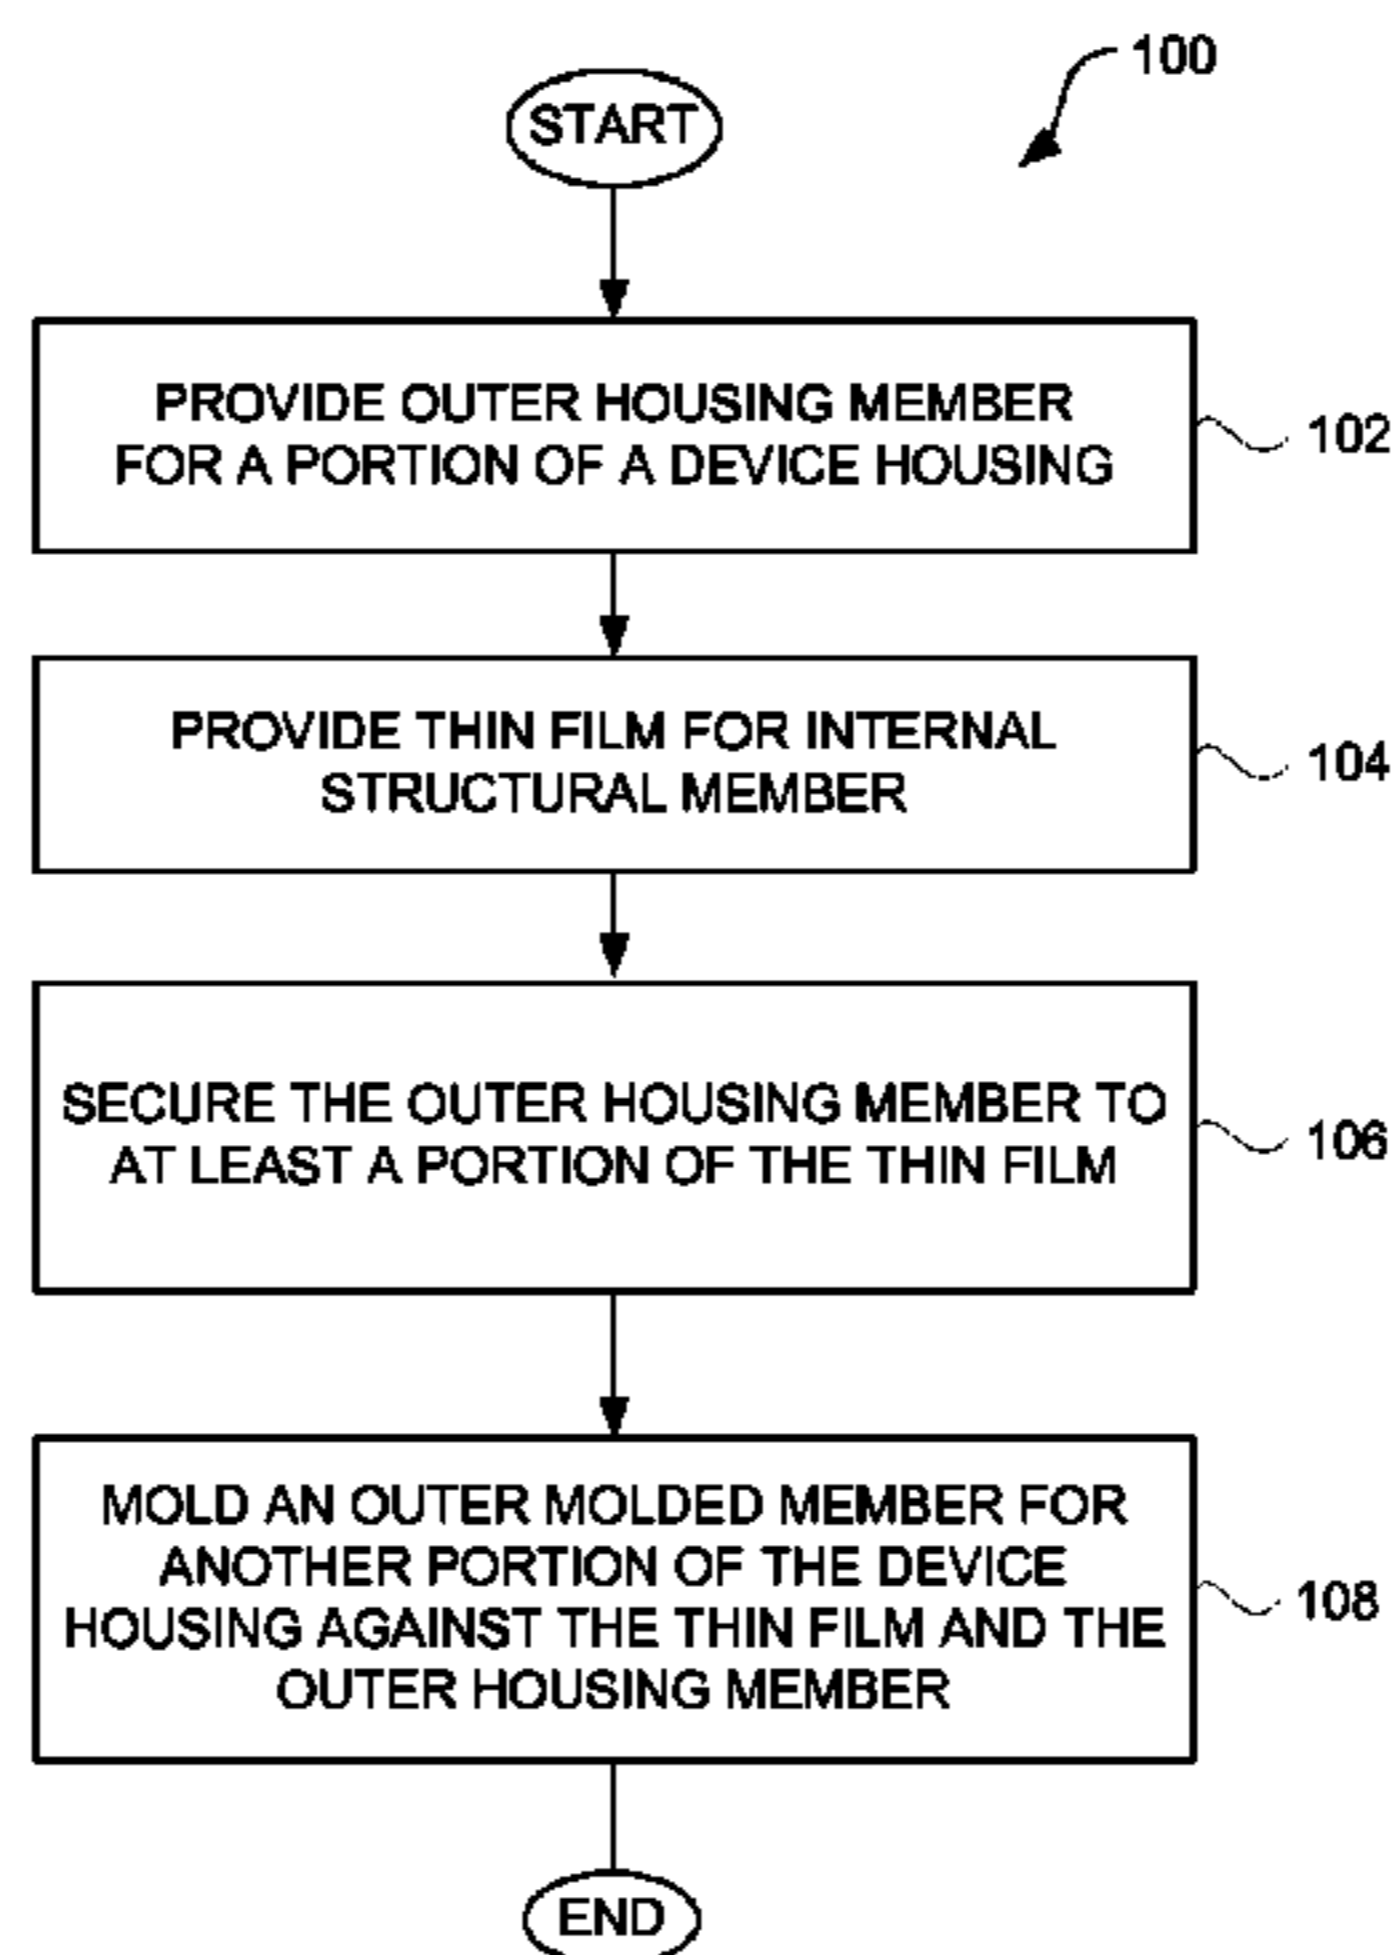 100
START
PROVIDE OUTER HOUSING MEMBER
FOR A PORTION OF A DEVICE HOUSING
102
PROVIDE THIN FILM FOR INTERNAL
STRUCTURAL MEMBER
104
SECURE THE OUTER HOUSING MEMBER TO
AT LEAST A PORTION OF THE THIN FILM
106
MOLD AN OUTER MOLDED MEMBER FOR
ANOTHER PORTION OF THE DEVICE
HOUSING AGAINST THE THIN FILM AND THE
OUTER HOUSING MEMBER
108
END